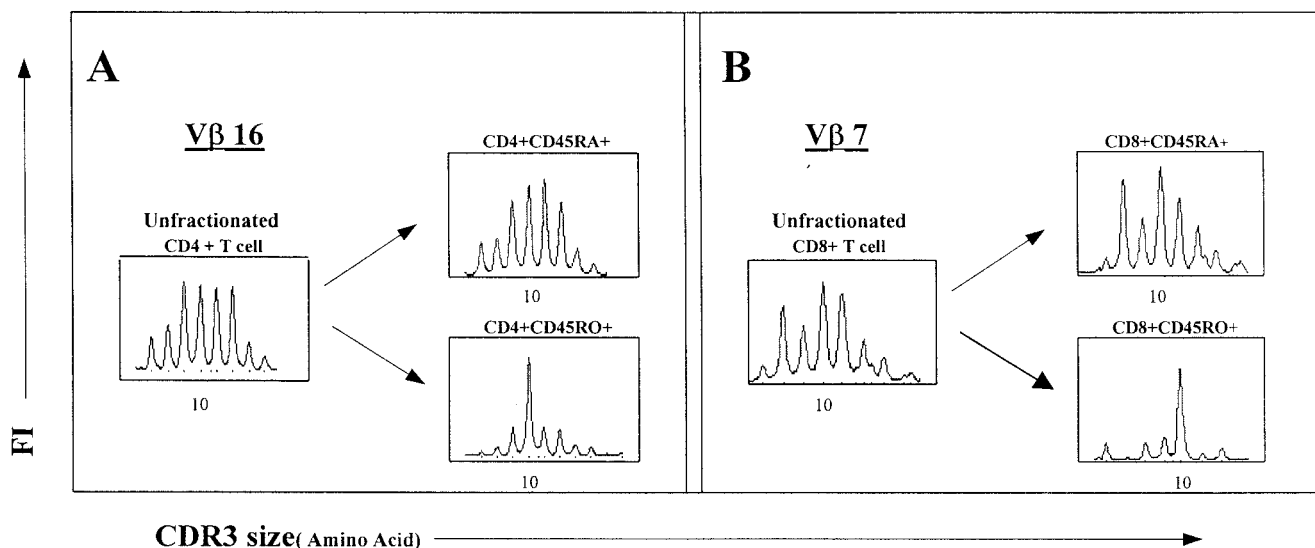 A
Vβ 16
Unfractionated
CD4 + T cell
10
CD4+CD45RA+
10
CD4+CD45RO+
10
B
Vβ 7
Unfractionated
CD8+ T cell
10
CD8+CD45RA+
10
CD8+CD45RO+
10
FI
CDR3 size( Amino Acid)